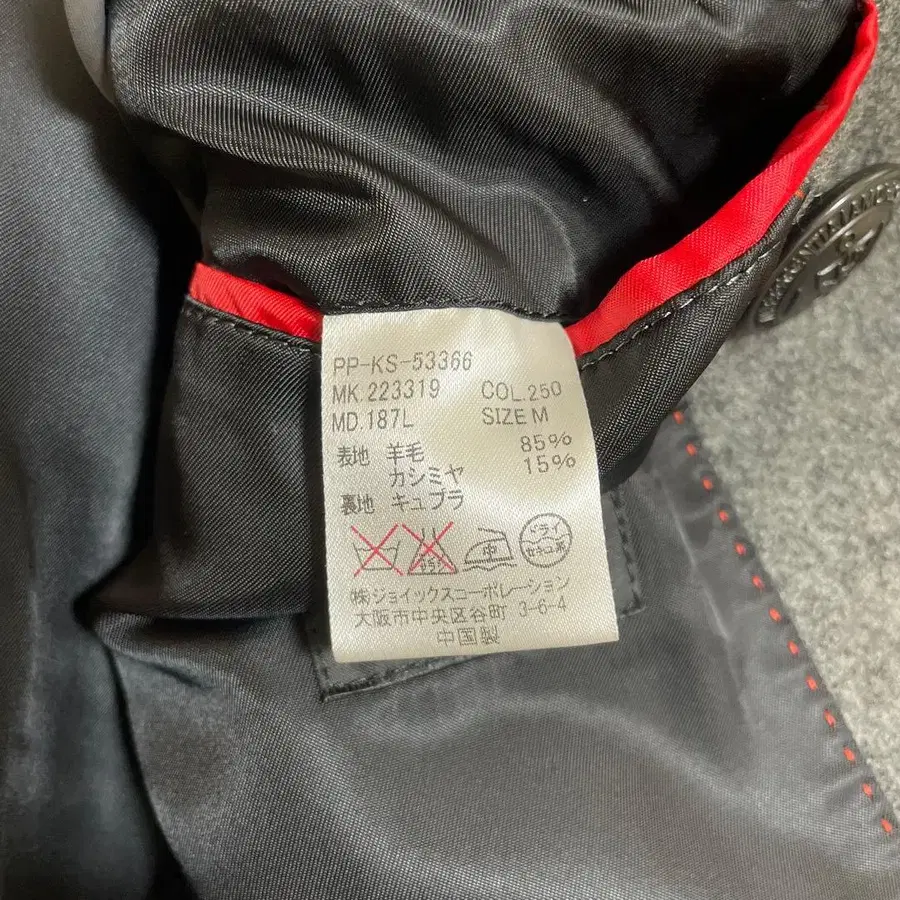 PP-KS-53366
MK.223319 COL.250
MD.187L SIZE M
表地 羊毛 85%
カシミヤ 15%
裏地 キュプラ
中
ドライ
セキユ系
㈱ジョイックスコーポレーション
大阪市中央区谷町 3-6-4
中国製